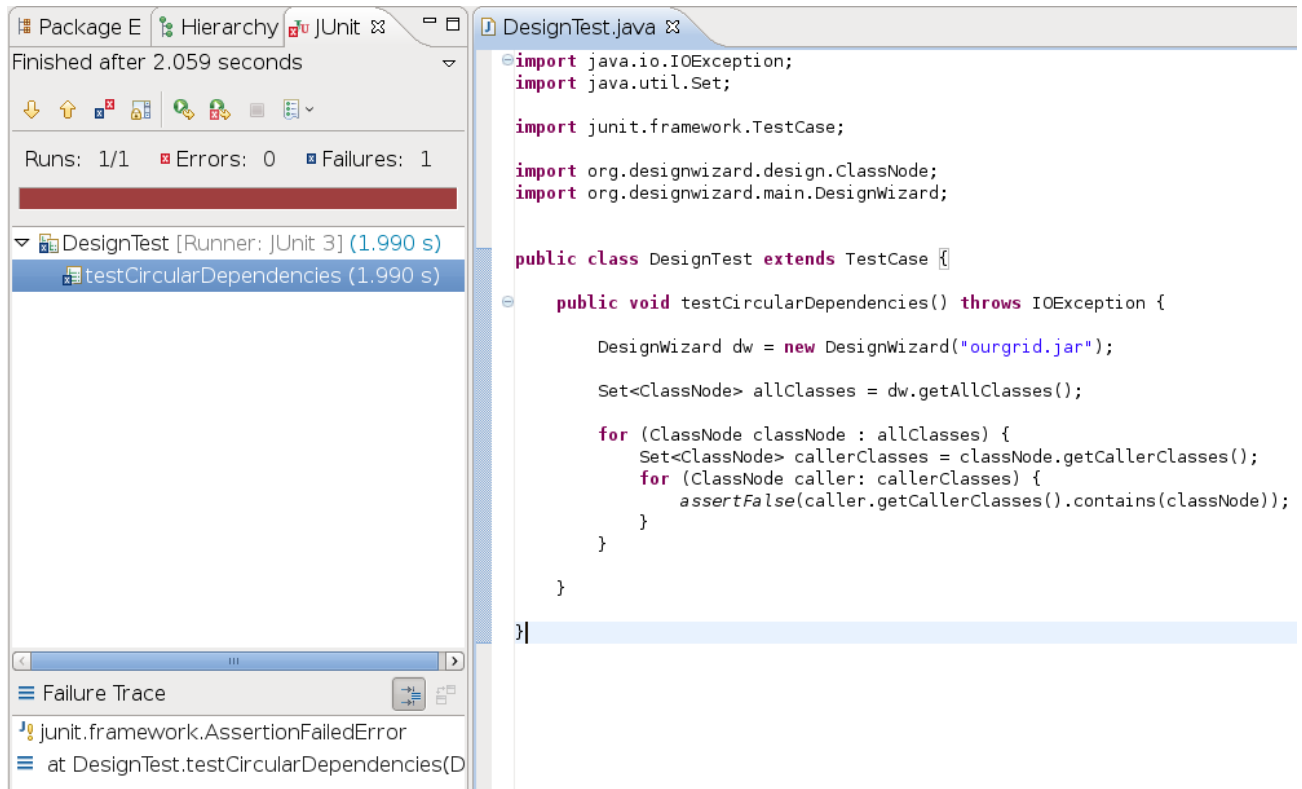 Package E Hierarchy JUnit
Finished after 2.059 seconds
Runs: 1/1 Errors: 0 Failures: 1
DesignTest [Runner: JUnit 3] (1.990 s)
testCircularDependencies (1.990 s)
Failure Trace
junit.framework.AssertionFailedError
at DesignTest.testCircularDependencies(D
DesignTest.java
import java.io.IOException;
import java.util.Set;
import junit.framework.TestCase;
import org.designwizard.design.ClassNode;
import org.designwizard.main.DesignWizard;
public class DesignTest extends TestCase {
public void testCircularDependencies() throws IOException {
DesignWizard dw = new DesignWizard("ourgrid.jar");
Set<ClassNode> allClasses = dw.getAllClasses();
for (ClassNode classNode : allClasses) {
Set<ClassNode> callerClasses = classNode.getCallerClasses();
for (ClassNode caller: callerClasses) {
assertFalse(caller.getCallerClasses().contains(classNode));
}
}
}
}